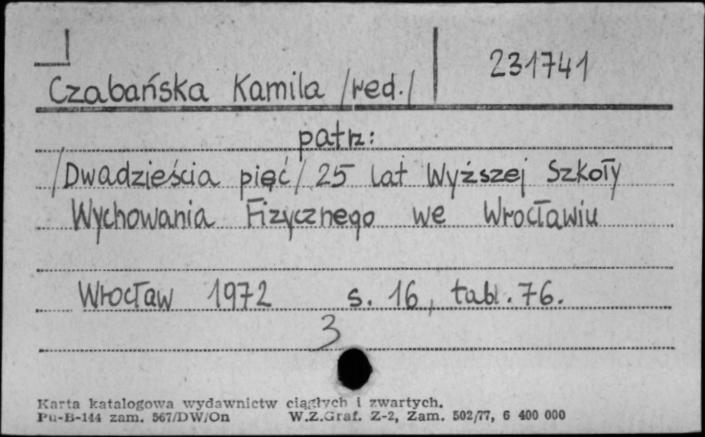 231741
Czabańska Kamila /red./
patrz:
/Dwadzieścia pięć/ 25 lat Wyższej Szkoły
Wychowania Fizycznego we Wrocławiu
Wrocław 1972 s. 16, tabl. 76.
3
Karta katalogowa wydawnictw ciągłych i zwartych.
Pu-B-144 zam. 567/DW/On W.Z.Graf. Z-2, Zam. 502/77, 6 400 000